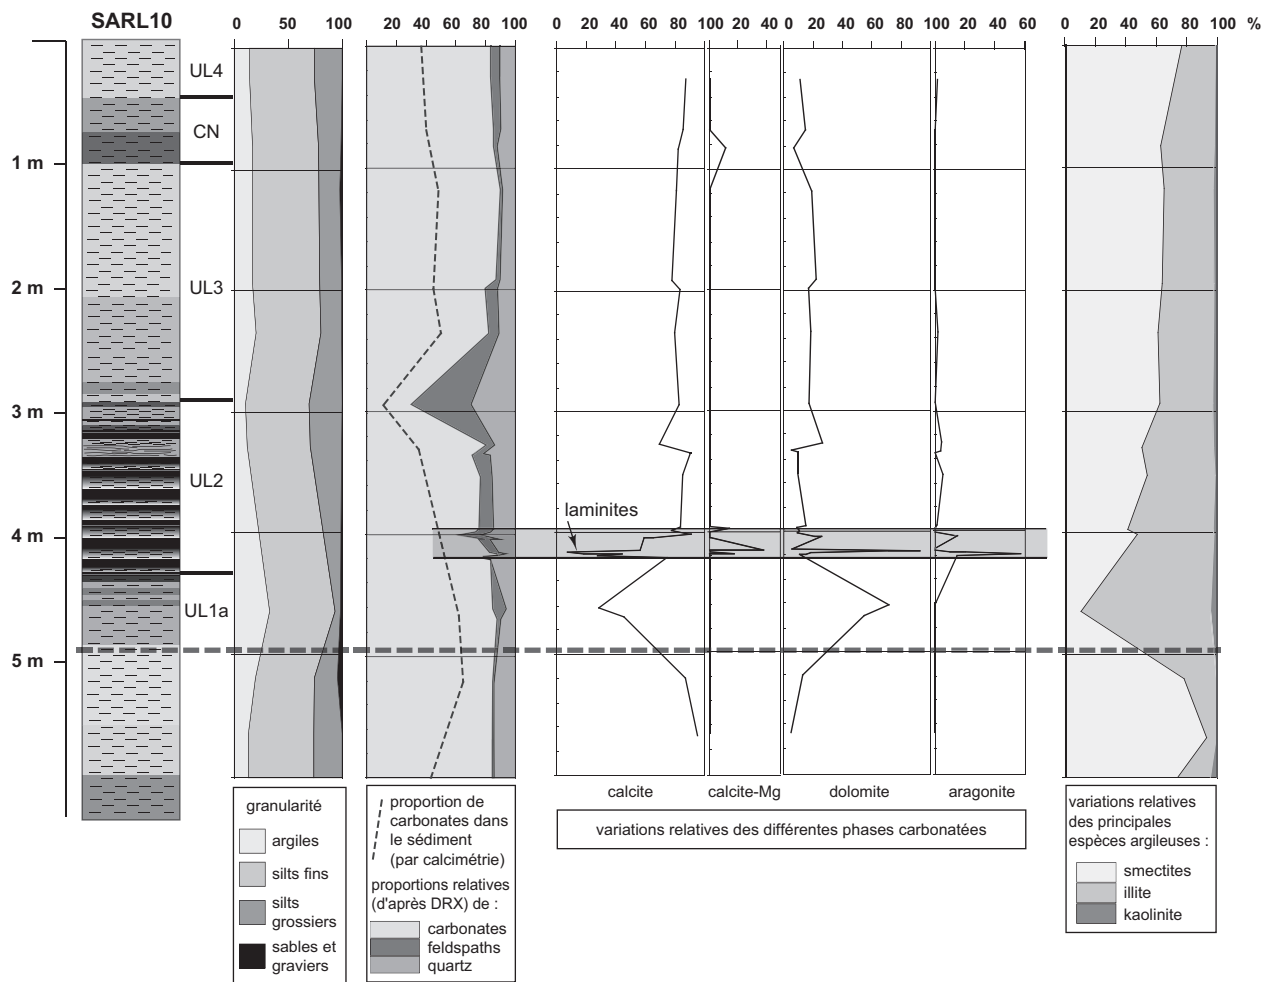 SARL10
0 50 100
0 20 40 60 80 100
0 20 40 60 80 100
0 20 40
0 20 40 60 80 100
0 20 40 60
0 20 40 60 80 100 %
UL4
CN
1 m
UL3
2 m
3 m
UL2
laminites
4 m
UL1a
5 m
calcite
calcite-Mg
dolomite
aragonite
variations relatives des différentes phases carbonatées
granularité
argiles
silts fins
silts
grossiers
sables et
graviers
proportion de
carbonates dans
le sédiment
(par calcimétrie)
proportions relatives
(d'après DRX) de :
carbonates
feldspaths
quartz
variations relatives
des principales
espèces argileuses :
smectites
illite
kaolinite